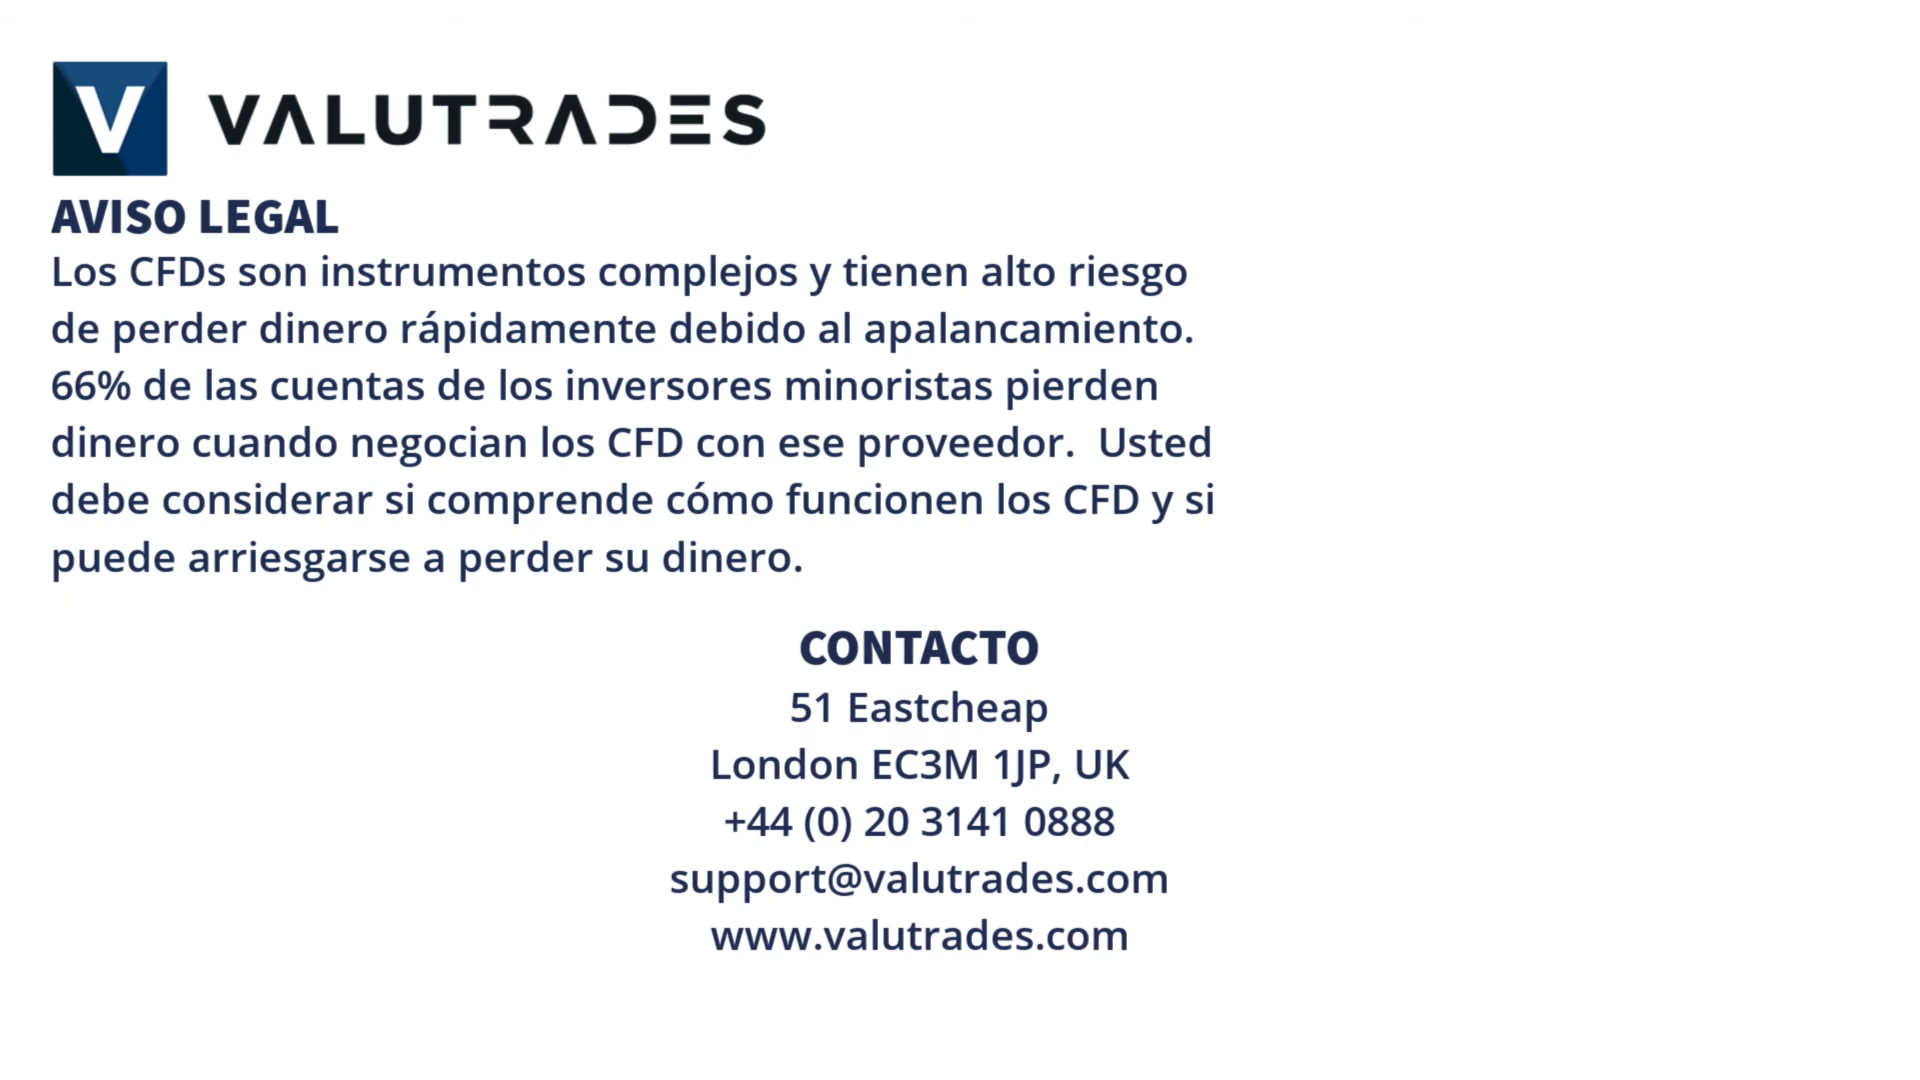 V VALUTRADES
AVISO LEGAL
Los CFDs son instrumentos complejos y tienen alto riesgo
de perder dinero rápidamente debido al apalancamiento.
66% de las cuentas de los inversores minoristas pierden
dinero cuando negocian los CFD con ese proveedor.  Usted
debe considerar si comprende cómo funcionen los CFD y si
puede arriesgarse a perder su dinero.
CONTACTO
51 Eastcheap
London EC3M 1JP, UK
+44 (0) 20 3141 0888
support@valutrades.com
www.valutrades.com